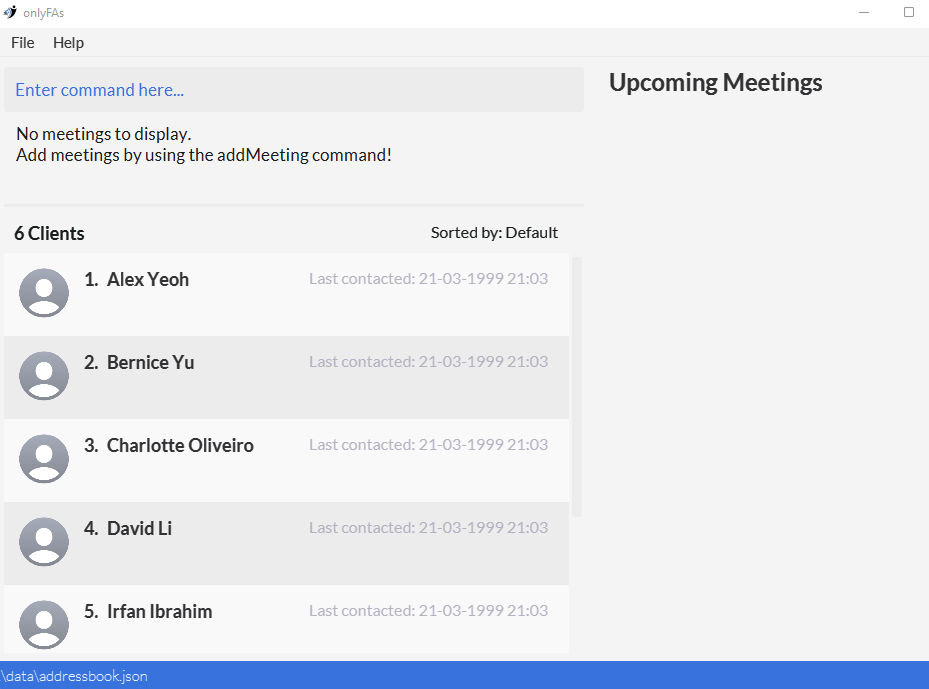 onlyFAs
File Help
Enter command here...
Upcoming Meetings
No meetings to display.
Add meetings by using the addMeeting command!
6 Clients
Sorted by: Default
1. Alex Yeoh
Last contacted: 21-03-1999 21:03
2. Bernice Yu
Last contacted: 21-03-1999 21:03
3. Charlotte Oliveiro
Last contacted: 21-03-1999 21:03
4. David Li
Last contacted: 21-03-1999 21:03
5. Irfan Ibrahim
Last contacted: 21-03-1999 21:03
\data\addressbook.json